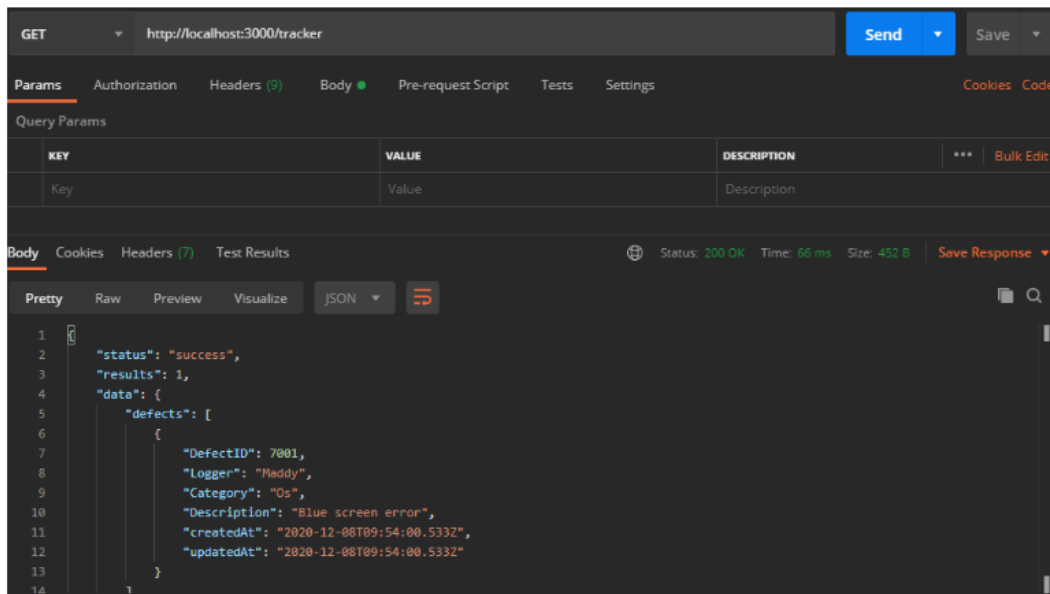 GET http://localhost:3000/tracker Send Save
Params Authorization Headers (9) Body Pre-request Script Tests Settings Cookies Code
Query Params
KEY VALUE DESCRIPTION ••• Bulk Edit
Key Value Description
Body Cookies Headers (7) Test Results Status: 200 OK Time: 66 ms Size: 452 B Save Response
Pretty Raw Preview Visualize JSON
1 {
2 "status": "success",
3 "results": 1,
4 "data": {
5 "defects": [
6 {
7 "DefectID": 7001,
8 "Logger": "Maddy",
9 "Category": "Os",
10 "Description": "Blue screen error",
11 "createdAt": "2020-12-08T09:54:00.533Z",
12 "updatedAt": "2020-12-08T09:54:00.533Z"
13 }
14 ]